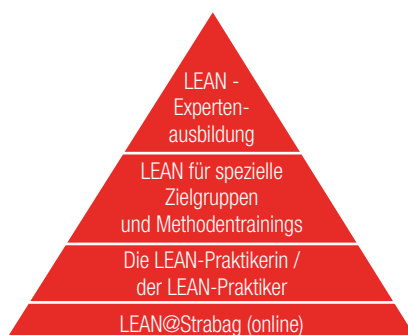 LEAN -
Experten-
ausbildung
LEAN für spezielle
Zielgruppen
und Methodentrainings
Die LEAN-Praktikerin /
der LEAN-Praktiker
LEAN@Strabag (online)